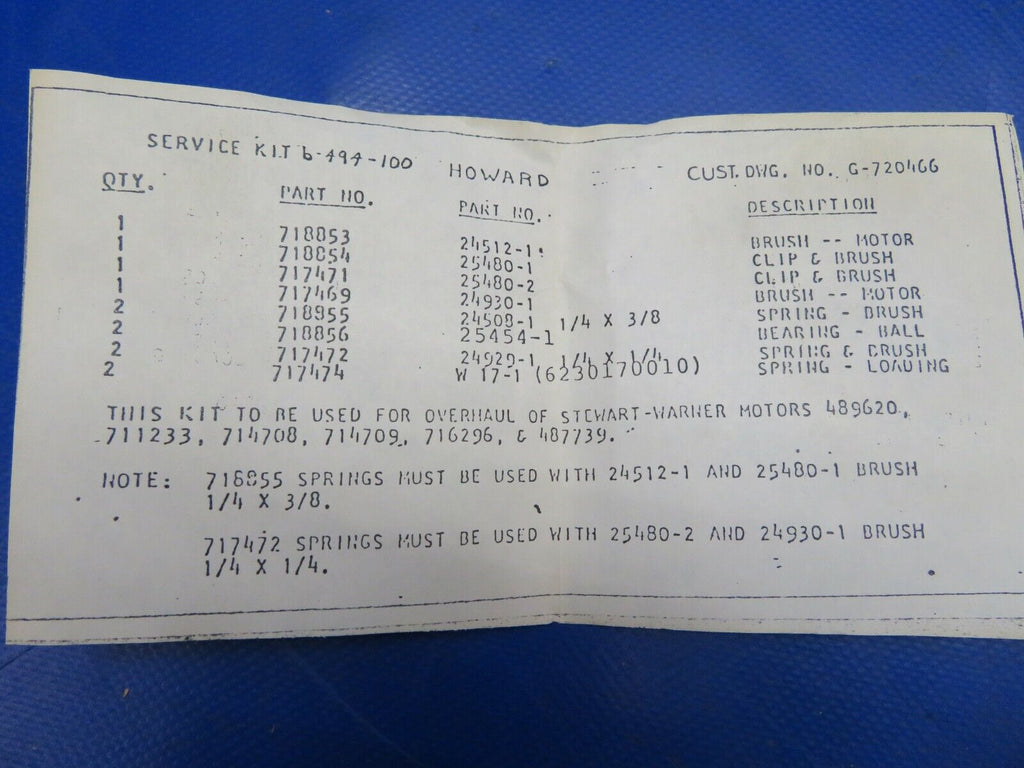 SERVICE KIT 6-494-100 HOWARD CUST. DWG. NO. G-720466
QTY. PART NO. PART NO. DESCRIPTION
1 718853 24512-1 BRUSH -- MOTOR
1 718854 25480-1 CLIP & BRUSH
1 717471 25480-2 CLIP & BRUSH
1 717469 24930-1 BRUSH -- MOTOR
2 718855 24508-1 1/4 X 3/8 SPRING - BRUSH
2 718856 25454-1 BEARING - BALL
2 717472 24929-1 1/4 X 1/4 SPRING & BRUSH
2 717474 W 17-1 (6230170010) SPRING - LOADING
THIS KIT TO BE USED FOR OVERHAUL OF STEWART-WARNER MOTORS 489620,
711233, 714708, 714709, 716296, & 487739.
NOTE: 718855 SPRINGS MUST BE USED WITH 24512-1 AND 25480-1 BRUSH
1/4 X 3/8.
717472 SPRINGS MUST BE USED WITH 25480-2 AND 24930-1 BRUSH
1/4 X 1/4.